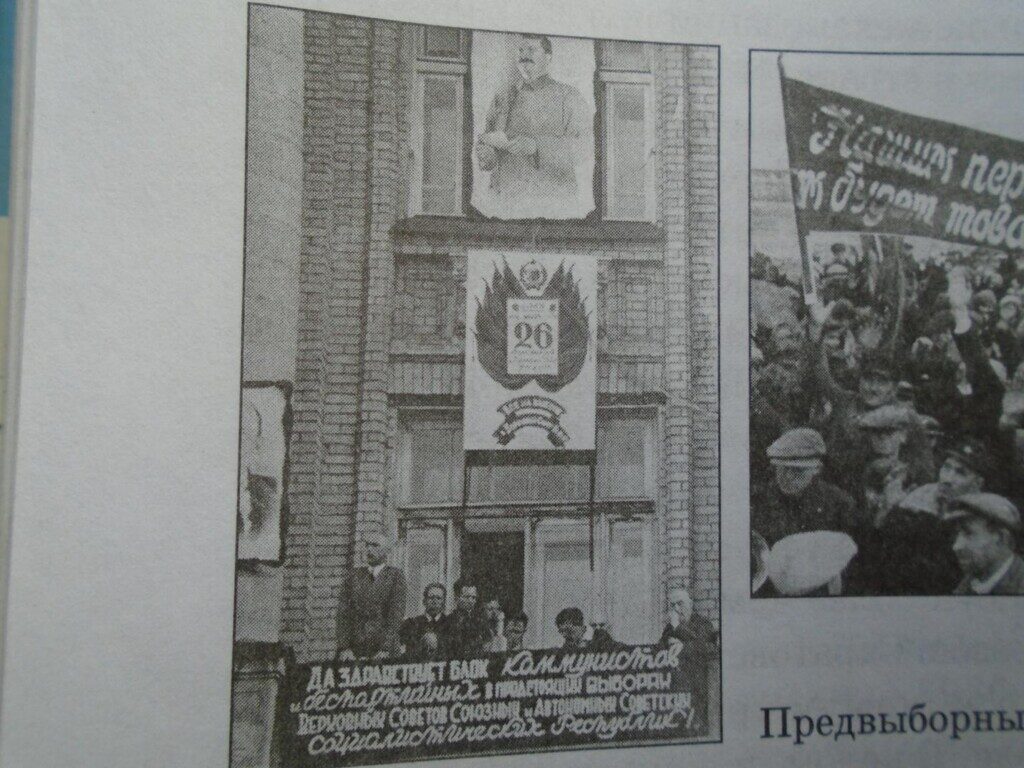 26
ДА ЗДРАВСТВУЕТ БЛОК КОММУНИСТОВ
и беспартийных в предстоящих выборах
Верховных Советов Союзных и Автономных Советских
социалистических Республик!
Нашим пер
м будет това
Предвыборны